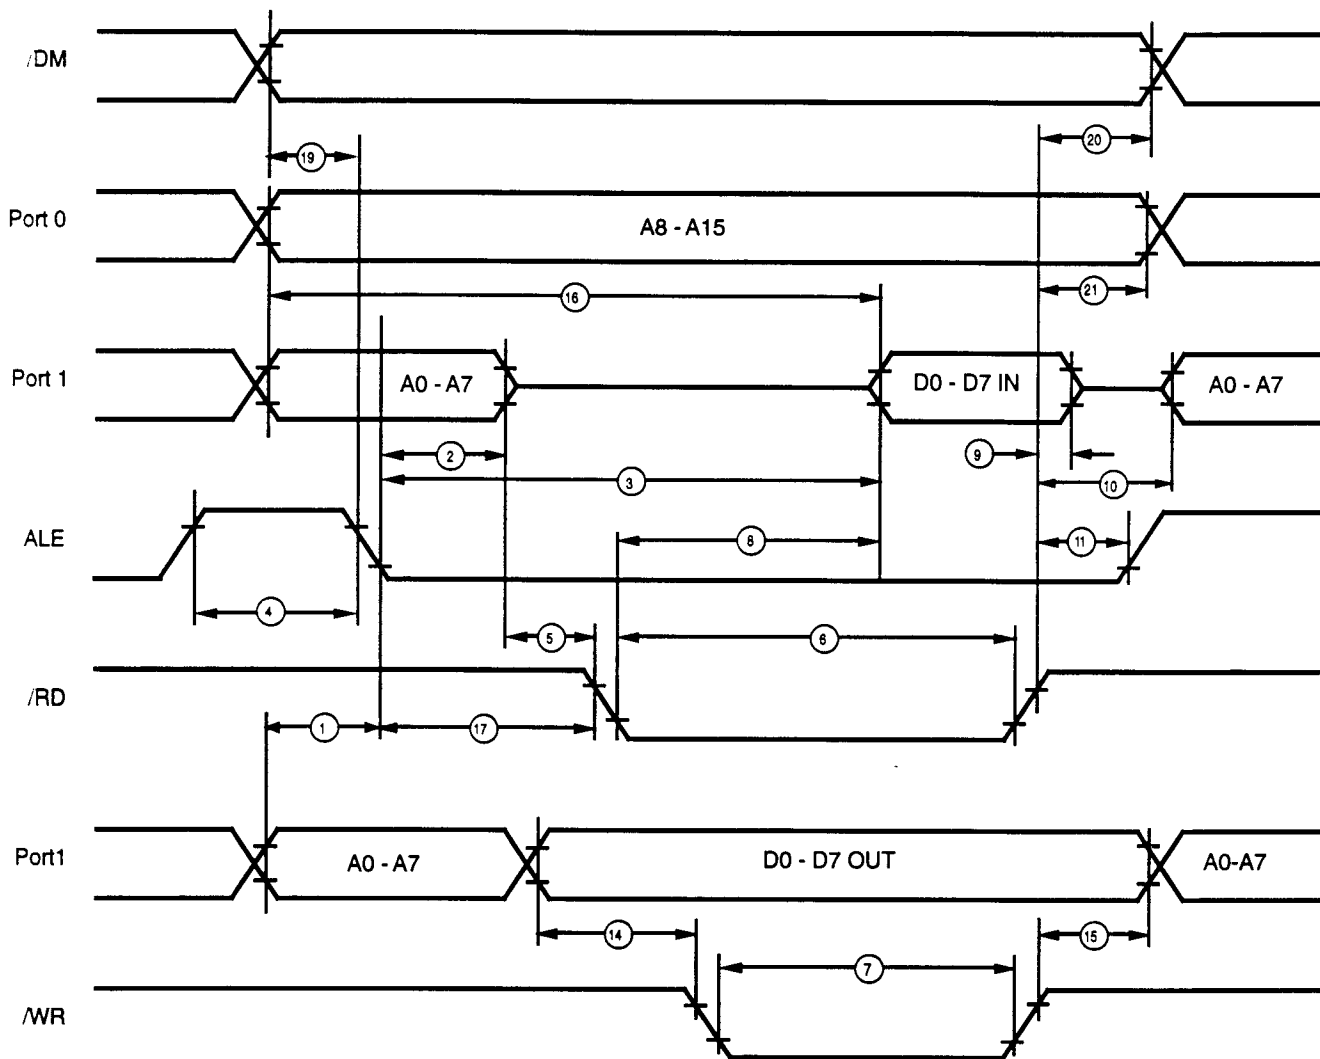 /DM
19
20
Port 0
A8 - A15
16
21
Port 1
A0 - A7
D0 - D7 IN
A0 - A7
2
9
3
10
ALE
8
11
4
5
6
/RD
1
17
Port1
A0 - A7
D0 - D7 OUT
A0-A7
14
15
7
/WR